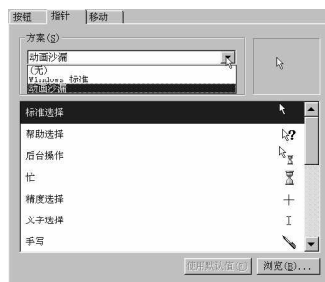 按钮 指针 移动
方案(S)
动画沙漏
(无)
Windows 标准
动画沙漏
标准选择
帮助选择
后台操作
忙
精度选择
文字选择
手写
使用默认值(F) 浏览(B)...